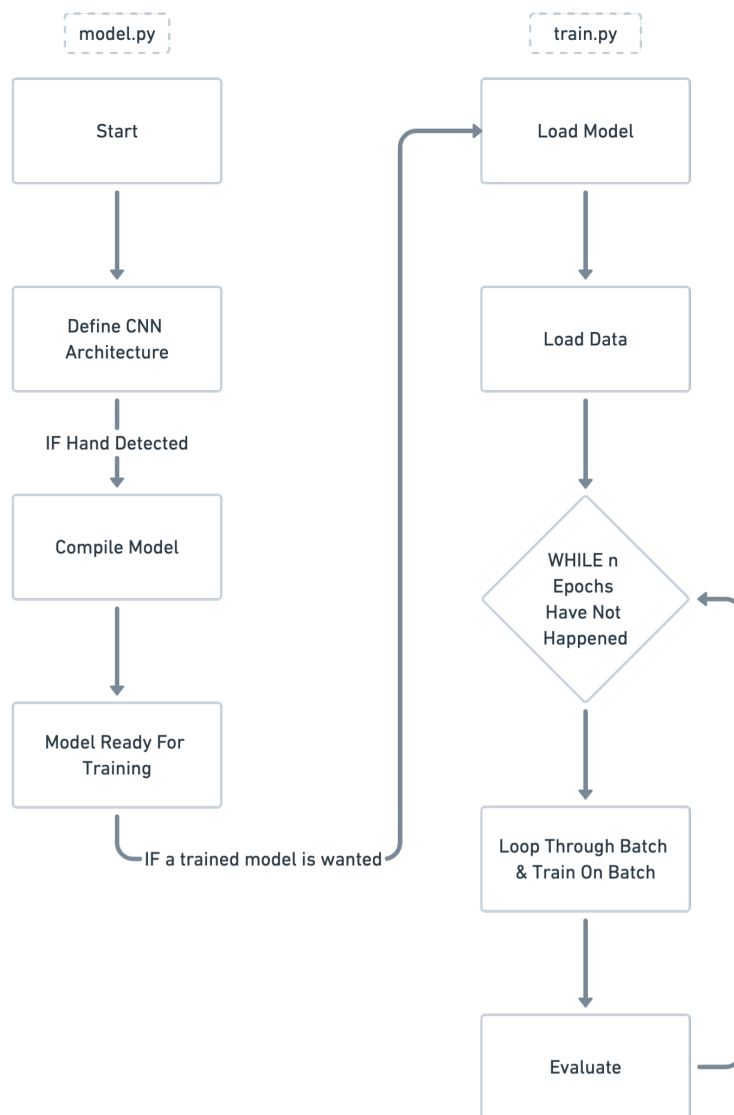 model.py
Start
Define CNN
Architecture
IF Hand Detected
Compile Model
Model Ready For
Training
IF a trained model is wanted
train.py
Load Model
Load Data
WHILE n
Epochs
Have Not
Happened
Loop Through Batch
& Train On Batch
Evaluate